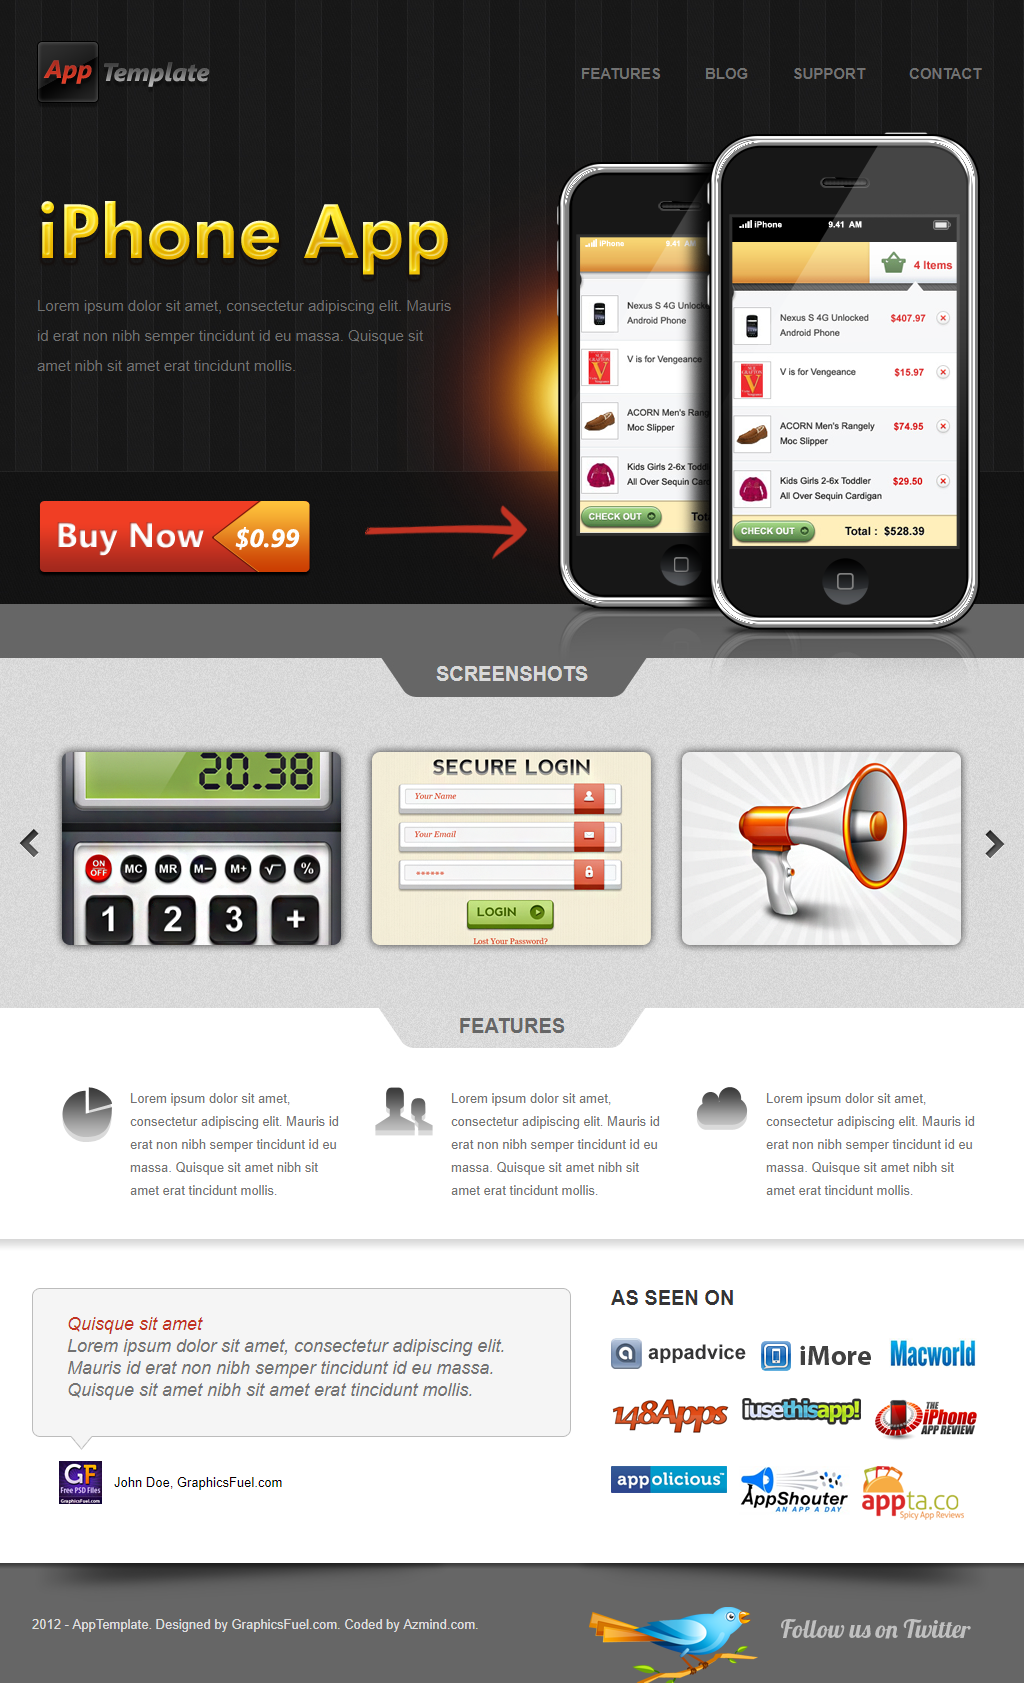 App Template
FEATURES BLOG SUPPORT CONTACT
iPhone App
Lorem ipsum dolor sit amet, consectetur adipiscing elit. Mauris
id erat non nibh semper tincidunt id eu massa. Quisque sit
amet nibh sit amet erat tincidunt mollis.
Buy Now $0.99
iPhone 9.41 AM
Nexus S 4G Unlocked
Android Phone
V is for Vengeance
ACORN Men's Rang
Moc Slipper
Kids Girls 2-6x Todd
All Over Sequin Car
CHECK OUT Tot
iPhone 9.41 AM
4 Items
Nexus S 4G Unlocked
Android Phone
$407.97
V is for Vengeance
$15.97
ACORN Men's Rangely
Moc Slipper
$74.95
Kids Girls 2-6x Toddler
All Over Sequin Cardigan
$29.50
CHECK OUT Total : $528.39
SCREENSHOTS
20.38
ON
OFF
MC MR M− M+ √ %
1 2 3 +
SECURE LOGIN
Your Name
Your Email
******
LOGIN
Lost Your Password?
FEATURES
Lorem ipsum dolor sit amet,
consectetur adipiscing elit. Mauris id
erat non nibh semper tincidunt id eu
massa. Quisque sit amet nibh sit
amet erat tincidunt mollis.
Lorem ipsum dolor sit amet,
consectetur adipiscing elit. Mauris id
erat non nibh semper tincidunt id eu
massa. Quisque sit amet nibh sit
amet erat tincidunt mollis.
Lorem ipsum dolor sit amet,
consectetur adipiscing elit. Mauris id
erat non nibh semper tincidunt id eu
massa. Quisque sit amet nibh sit
amet erat tincidunt mollis.
Quisque sit amet
Lorem ipsum dolor sit amet, consectetur adipiscing elit.
Mauris id erat non nibh semper tincidunt id eu massa.
Quisque sit amet nibh sit amet erat tincidunt mollis.
GF
Free PSD Files
GraphicsFuel.com
John Doe, GraphicsFuel.com
AS SEEN ON
a appadvice
iMore
Macworld
148Apps
iusethisapp!
THE
iPhone
APP REVIEW
appolicious™
AppShouter
AN APP A DAY
appta.co
Spicy App Reviews
2012 - AppTemplate. Designed by GraphicsFuel.com. Coded by Azmind.com.
Follow us on Twitter